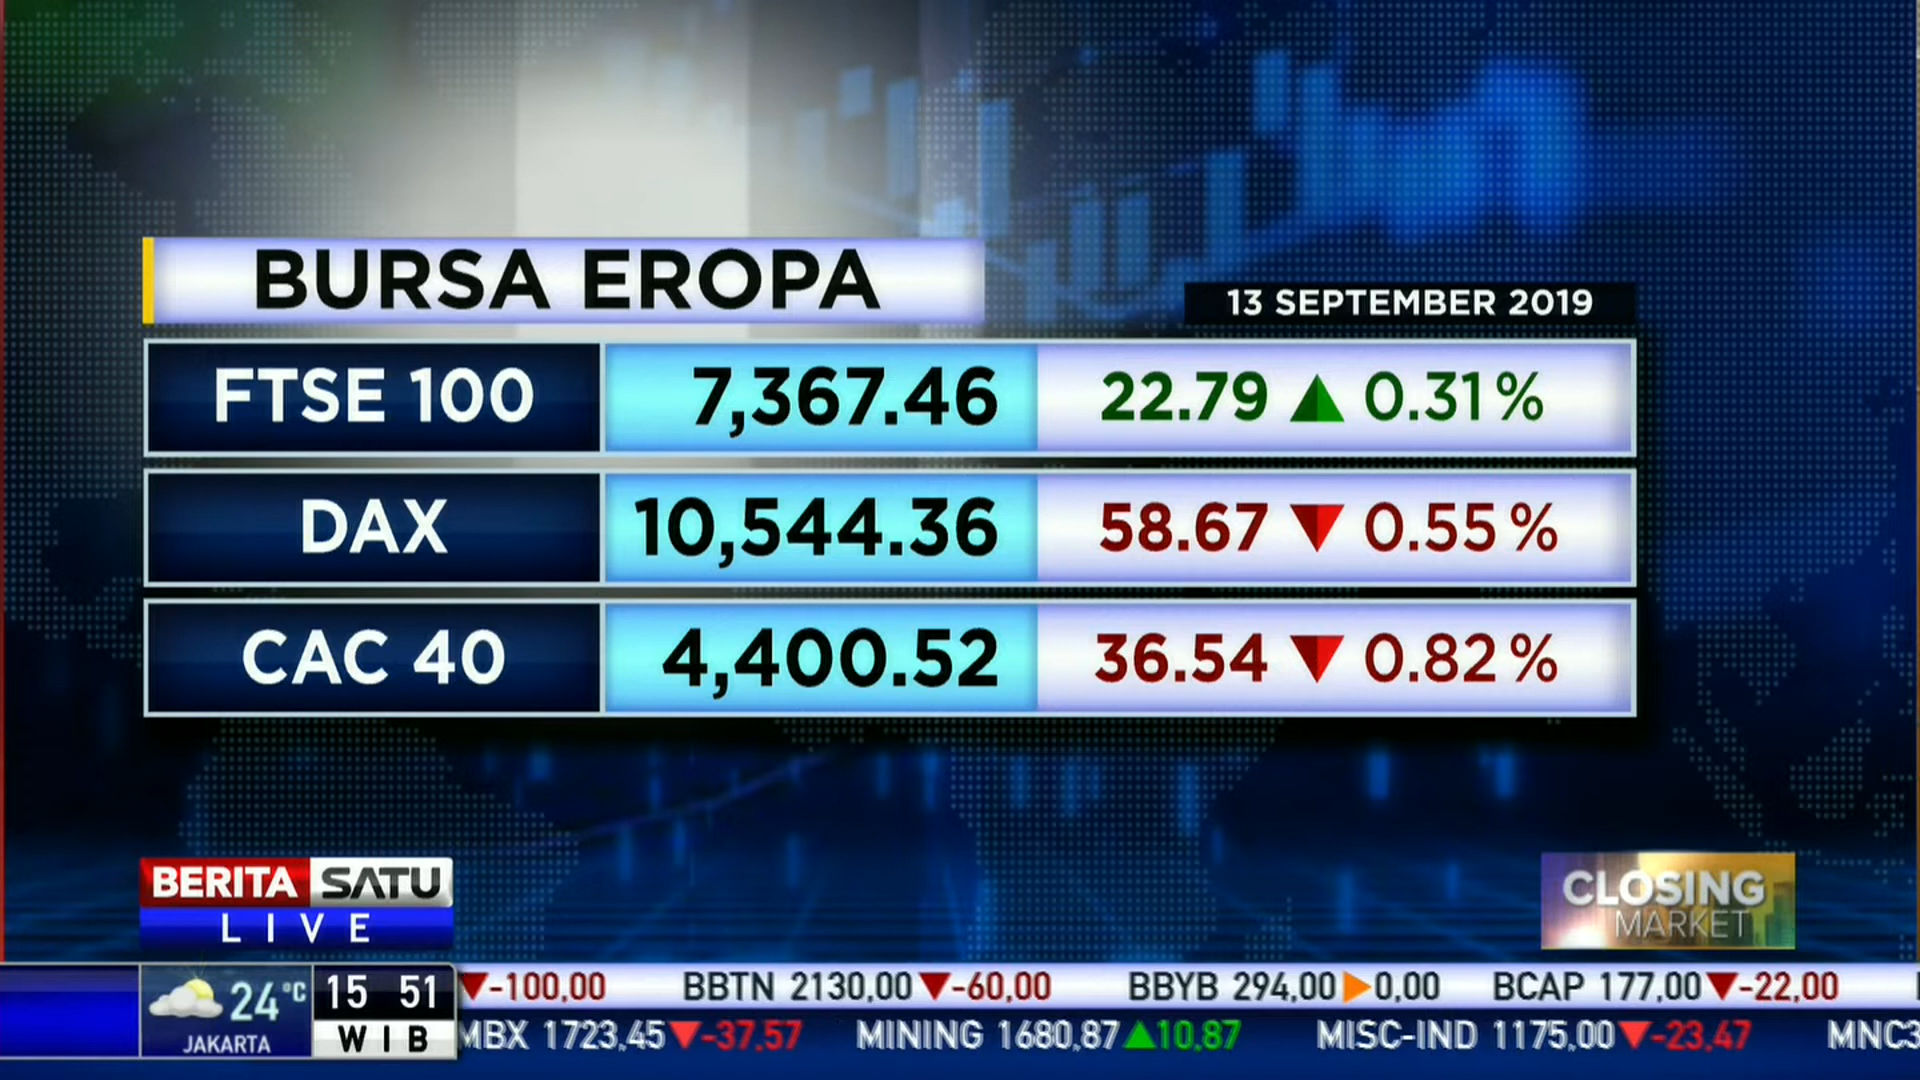 BURSA EROPA
13 SEPTEMBER 2019
FTSE 100 7,367.46 22.79 ▲ 0.31%
DAX 10,544.36 58.67 ▼ 0.55%
CAC 40 4,400.52 36.54 ▼ 0.82%
BERITA SATU
LIVE
CLOSING
MARKET
24°C
JAKARTA
15 51
WIB
▼-100,00 BBTN 2130,00▼-60,00 BBYB 294,00▶0,00 BCAP 177,00▼-22,00
MBX 1723,45▼-37,57 MINING 1680,87▲10,87 MISC-IND 1175,00▼-23,47 MNC3